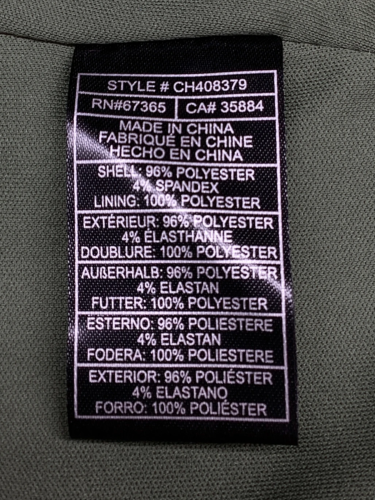 STYLE # CH408379
RN#67365 CA# 35884
MADE IN CHINA
FABRIQUÉ EN CHINE
HECHO EN CHINA
SHELL: 96% POLYESTER
4% SPANDEX
LINING: 100% POLYESTER
EXTÉRIEUR: 96% POLYESTER
4% ÉLASTHANNE
DOUBLURE: 100% POLYESTER
AUßERHALB: 96% POLYESTER
4% ELASTAN
FUTTER: 100% POLYESTER
ESTERNO: 96% POLIESTERE
4% ELASTAN
FODERA: 100% POLIESTERE
EXTERIOR: 96% POLIÉSTER
4% ELASTANO
FORRO: 100% POLIÉSTER